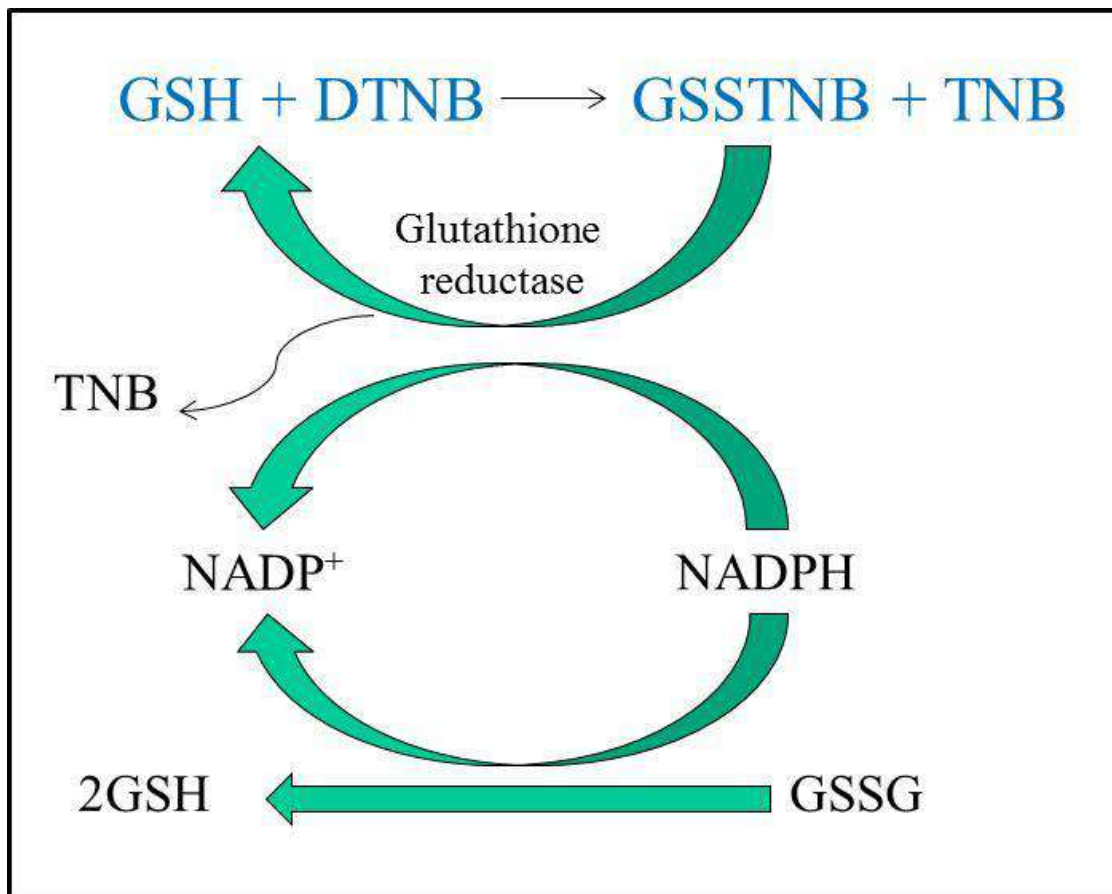 GSH + DTNB → GSSTNB + TNB
Glutathione
reductase
TNB
NADP⁺ NADPH
2GSH GSSG